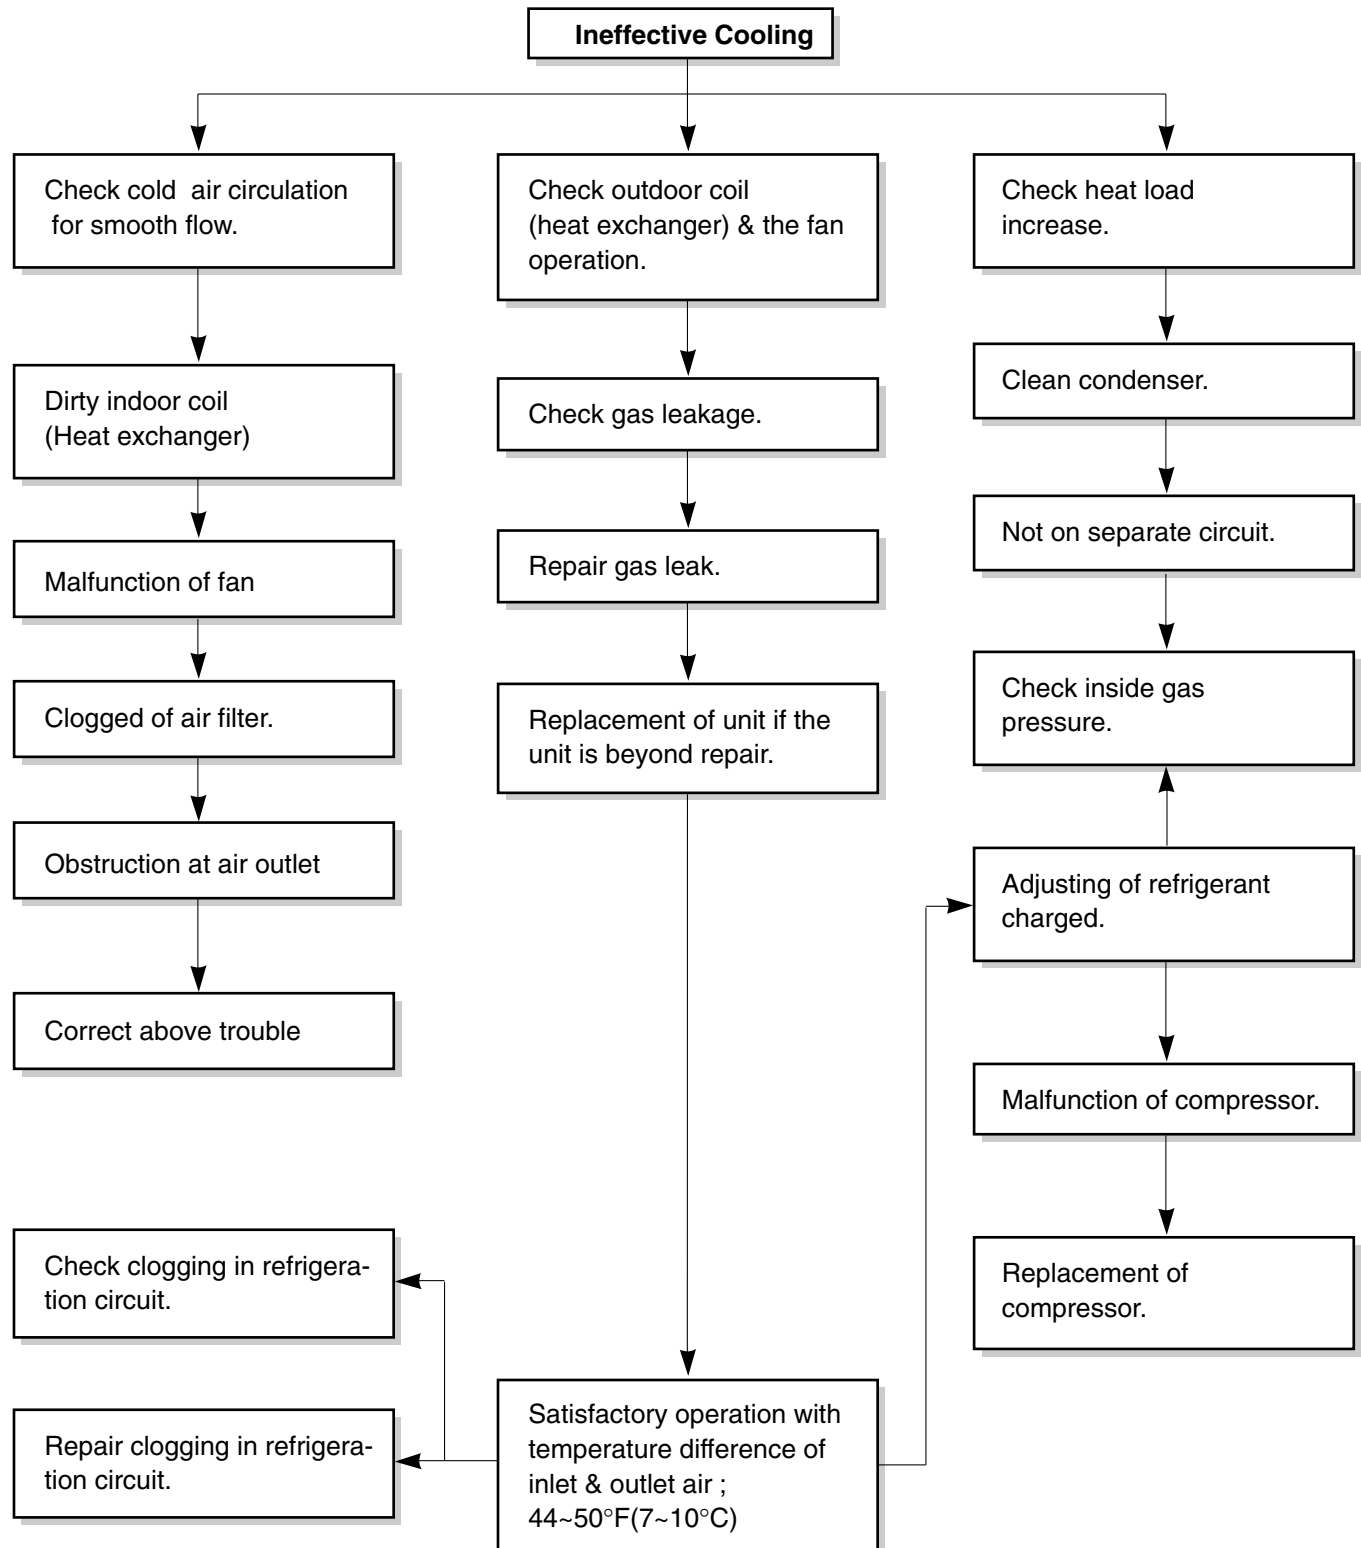 Ineffective Cooling
Check cold air circulation
for smooth flow.
Dirty indoor coil
(Heat exchanger)
Malfunction of fan
Clogged of air filter.
Obstruction at air outlet
Correct above trouble
Check clogging in refrigera-
tion circuit.
Repair clogging in refrigera-
tion circuit.
Check outdoor coil
(heat exchanger) & the fan
operation.
Check gas leakage.
Repair gas leak.
Replacement of unit if the
unit is beyond repair.
Satisfactory operation with
temperature difference of
inlet & outlet air ;
44~50°F(7~10°C)
Check heat load
increase.
Clean condenser.
Not on separate circuit.
Check inside gas
pressure.
Adjusting of refrigerant
charged.
Malfunction of compressor.
Replacement of
compressor.